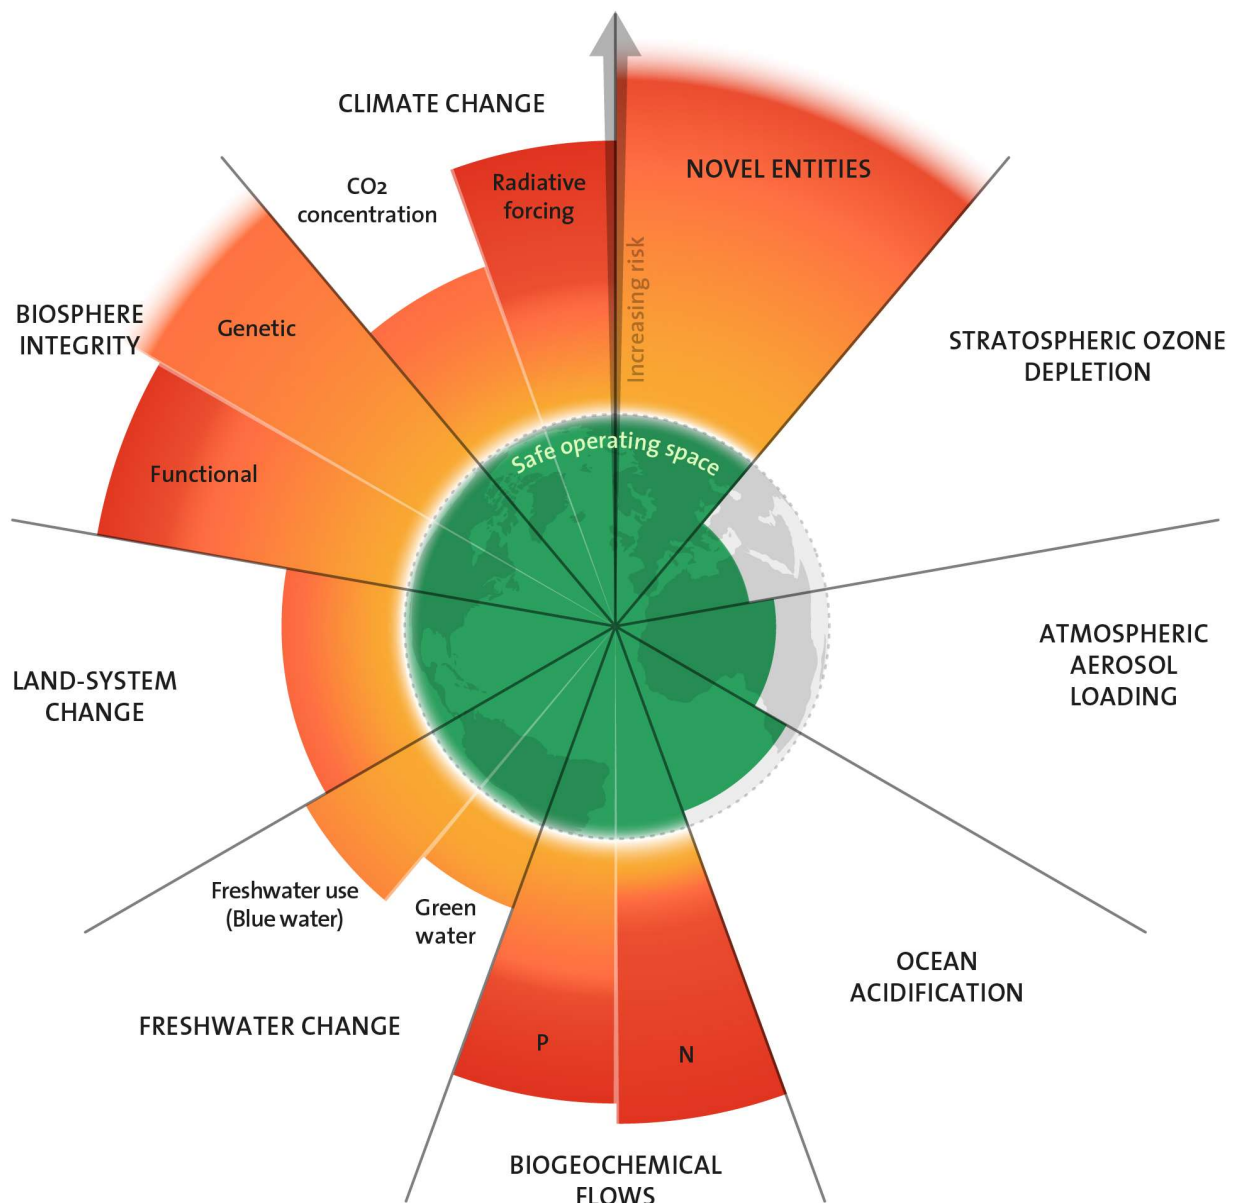 CLIMATE CHANGE
CO2
concentration
Radiative
forcing
NOVEL ENTITIES
Increasing risk
BIOSPHERE
INTEGRITY
Genetic
Functional
STRATOSPHERIC OZONE
DEPLETION
Safe operating space
ATMOSPHERIC
AEROSOL
LOADING
LAND-SYSTEM
CHANGE
Freshwater use
(Blue water)
Green
water
OCEAN
ACIDIFICATION
FRESHWATER CHANGE
P
N
BIOGEOCHEMICAL
FLOWS